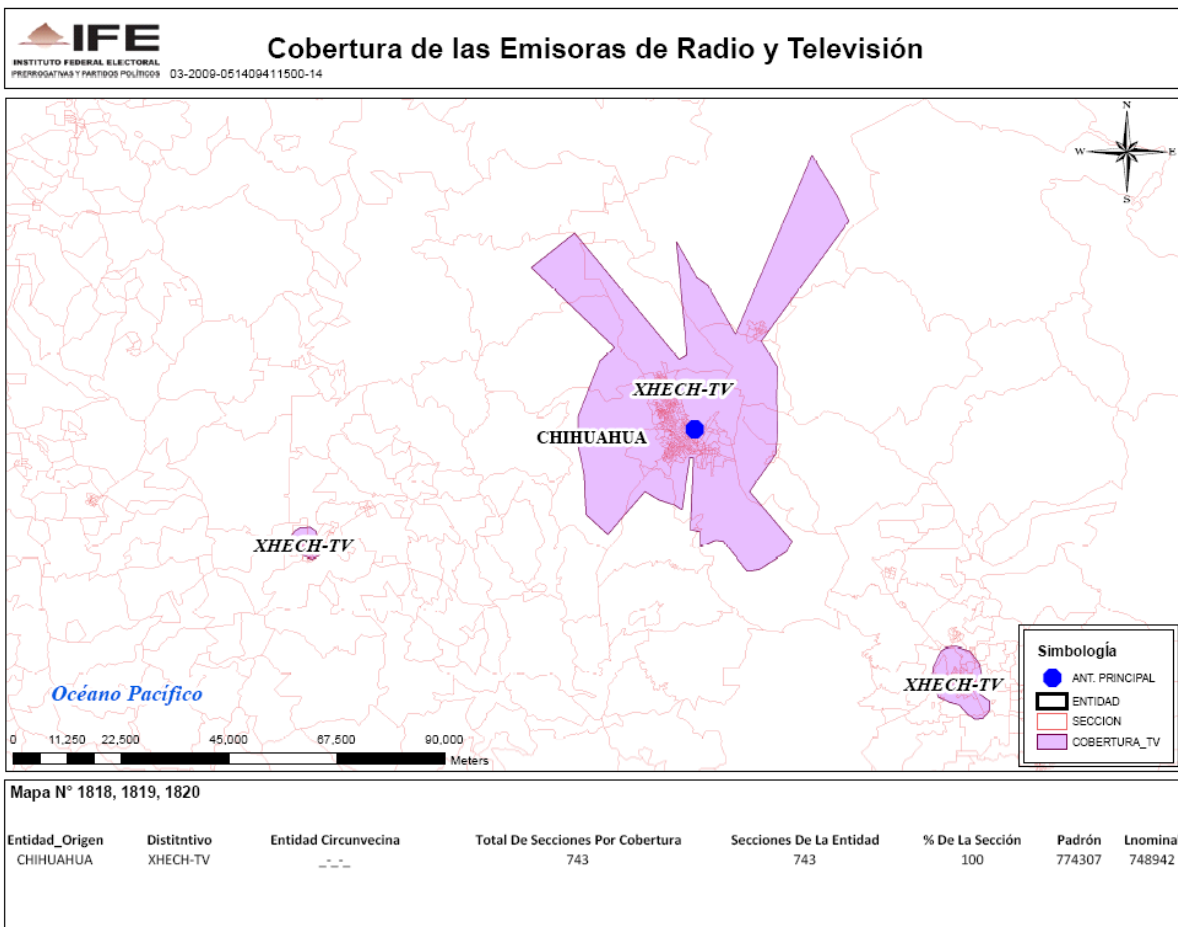 IFE
INSTITUTO FEDERAL ELECTORAL
PRERROGATIVAS Y PARTIDOS POLÍTICOS
03-2009-051409411500-14
Cobertura de las Emisoras de Radio y Televisión
N
W E
S
XHECH-TV
CHIHUAHUA
XHECH-TV
XHECH-TV
Océano Pacífico
0 11,250 22,500 45,000 67,500 90,000
Meters
Simbología
ANT. PRINCIPAL
ENTIDAD
SECCION
COBERTURA_TV
Mapa N° 1818, 1819, 1820
Entidad_Origen Distitntivo Entidad Circunvecina Total De Secciones Por Cobertura Secciones De La Entidad % De La Sección Padrón Lnominal
CHIHUAHUA XHECH-TV _-_-_ 743 743 100 774307 748942